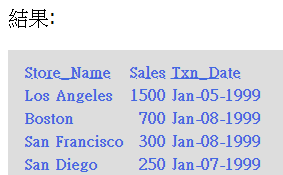 結果:
Store_Name Sales Txn_Date
Los Angeles 1500 Jan-05-1999
Boston 700 Jan-08-1999
San Francisco 300 Jan-08-1999
San Diego 250 Jan-07-1999